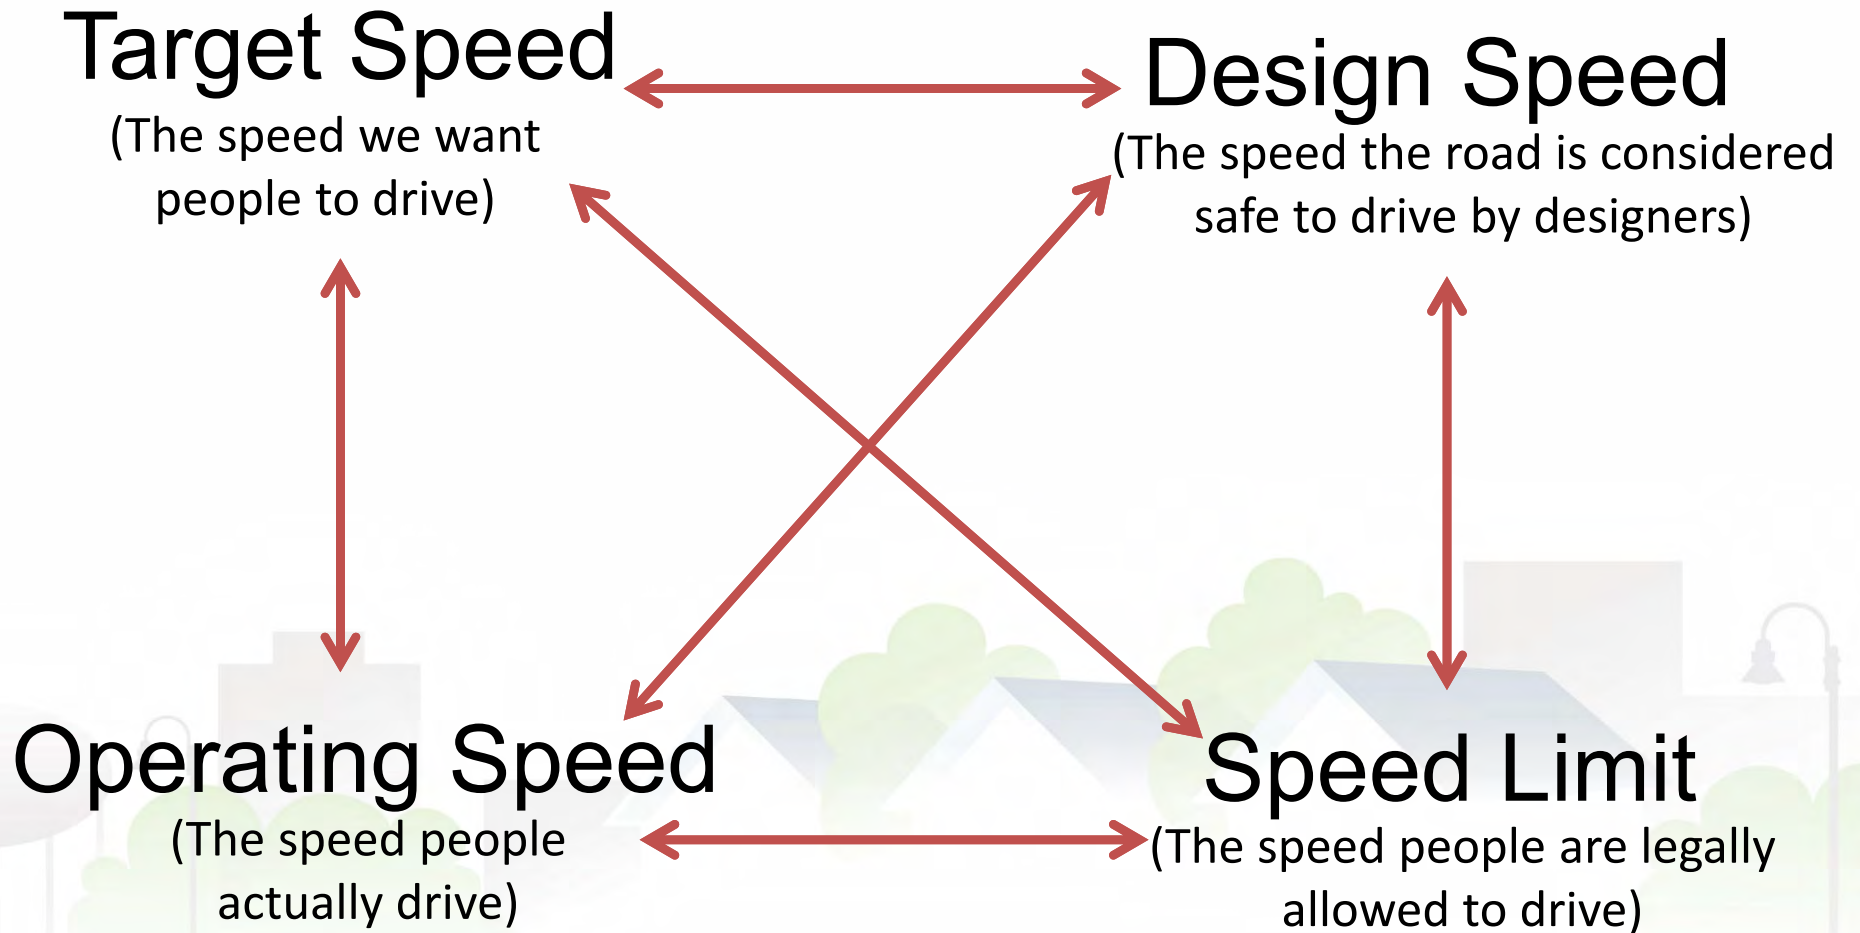 Target Speed
(The speed we want
people to drive)
Design Speed
(The speed the road is considered
safe to drive by designers)
Operating Speed
(The speed people
actually drive)
Speed Limit
(The speed people are legally
allowed to drive)